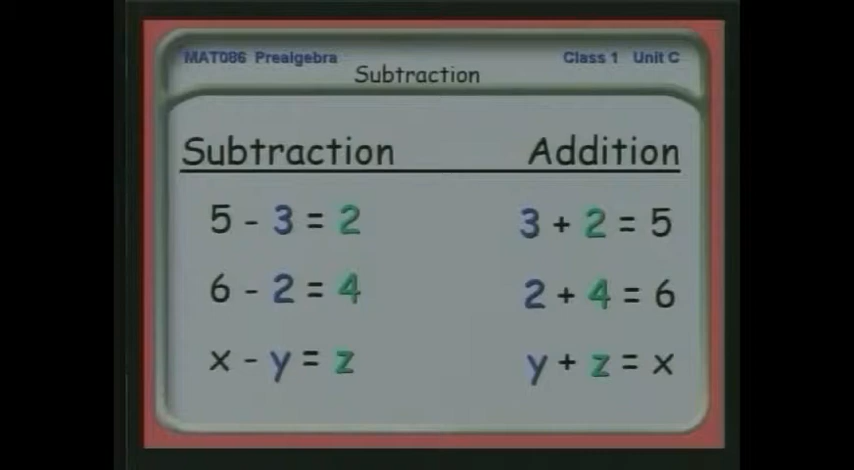 MAT086 Prealgebra Class 1 Unit C
Subtraction
Subtraction Addition
5 - 3 = 2 3 + 2 = 5
6 - 2 = 4 2 + 4 = 6
x - y = z y + z = x